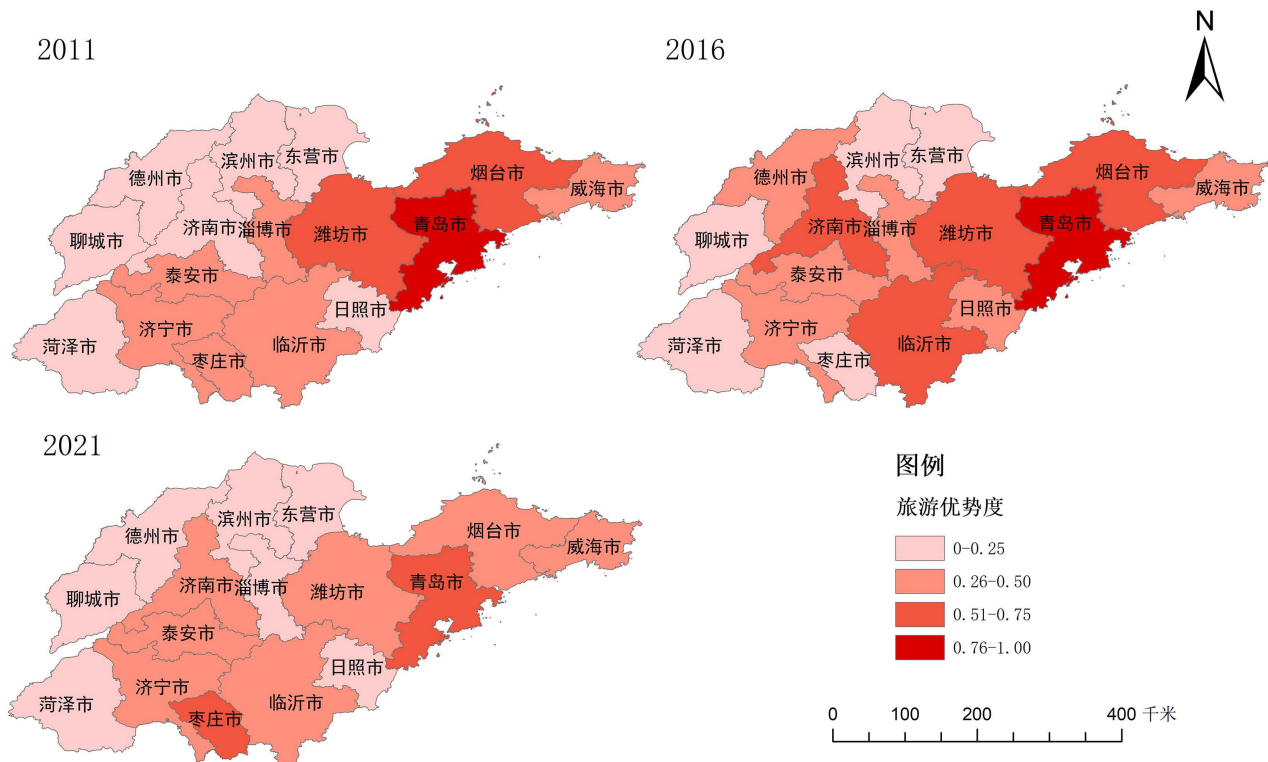 2011
滨州市
东营市
德州市
烟台市
威海市
聊城市
济南市
淄博市
潍坊市
青岛市
泰安市
日照市
济宁市
临沂市
菏泽市
枣庄市
2016
N
滨州市
东营市
德州市
烟台市
威海市
聊城市
济南市
淄博市
潍坊市
青岛市
泰安市
日照市
济宁市
临沂市
菏泽市
枣庄市
2021
滨州市
东营市
德州市
烟台市
威海市
聊城市
济南市
淄博市
潍坊市
青岛市
泰安市
日照市
济宁市
临沂市
菏泽市
枣庄市
图例
旅游优势度
0-0.25
0.26-0.50
0.51-0.75
0.76-1.00
0 100 200 400 千米